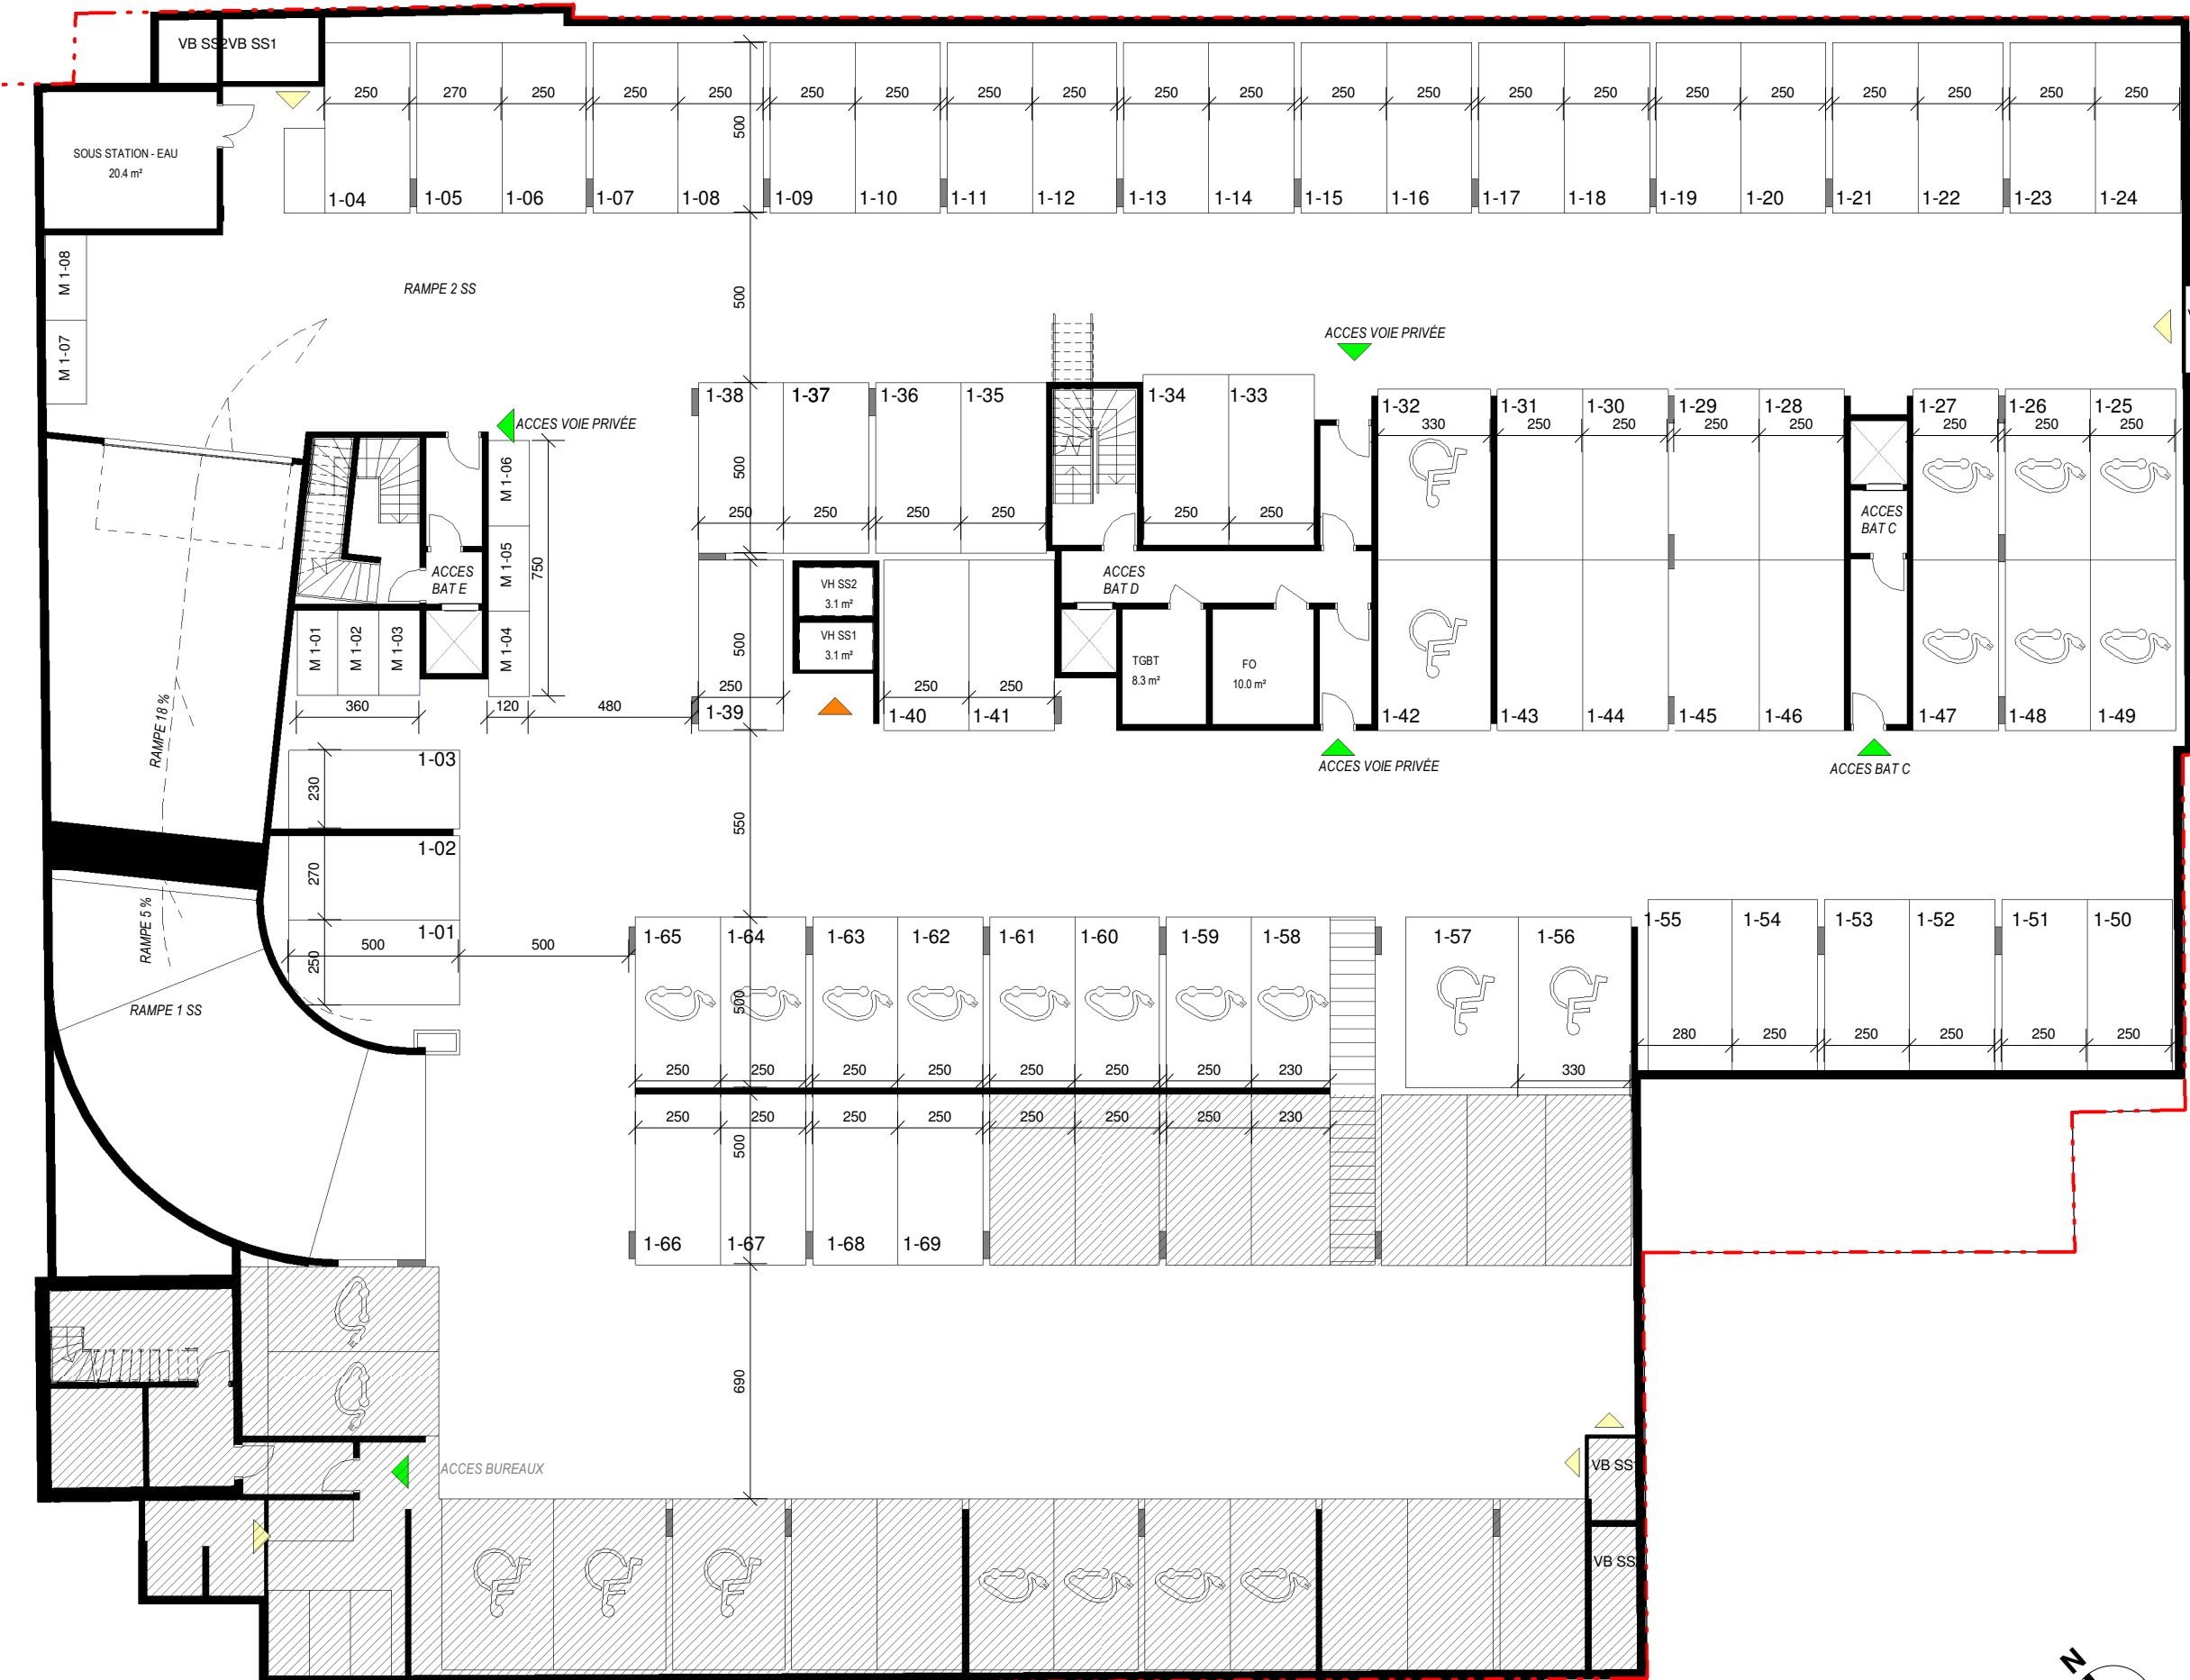 VB SS2VB SS1
250 270 250 250 250 250 250 250 250 250 250 250 250 250 250 250 250 250 250 250 250
500
SOUS STATION - EAU
20.4 m²
1-04 1-05 1-06 1-07 1-08 1-09 1-10 1-11 1-12 1-13 1-14 1-15 1-16 1-17 1-18 1-19 1-20 1-21 1-22 1-23 1-24
M 1-08
M 1-07
RAMPE 2 SS
500
ACCES VOIE PRIVÉE
1-38 1-37 1-36 1-35 1-34 1-33 1-32 1-31 1-30 1-29 1-28 1-27 1-26 1-25
330 250 250 250 250 250 250 250
ACCES VOIE PRIVÉE
M 1-06
M 1-05
M 1-04
750
500
250 250 250 250 250 250
ACCES
BAT C
ACCES
BAT E
ACCES
BAT D
VH SS2
3.1 m²
VH SS1
3.1 m²
M 1-01
M 1-02
M 1-03
500
TGBT
8.3 m²
FO
10.0 m²
250 250 250
360 120 480
1-39 1-40 1-41 1-42 1-43 1-44 1-45 1-46 1-47 1-48 1-49
RAMPE 18 %
1-03
230
ACCES VOIE PRIVÉE
ACCES BAT C
550
1-02
270
RAMPE 5 %
1-01
250
500 500
1-65 1-64 1-63 1-62 1-61 1-60 1-59 1-58 1-57 1-56 1-55 1-54 1-53 1-52 1-51 1-50
500
RAMPE 1 SS
280 250 250 250 250 250
250 250 250 250 250 250 250 230 330
250 250 250 250 250 250 250 230
500
1-66 1-67 1-68 1-69
690
ACCES BUREAUX
VB SS
VB SS
N